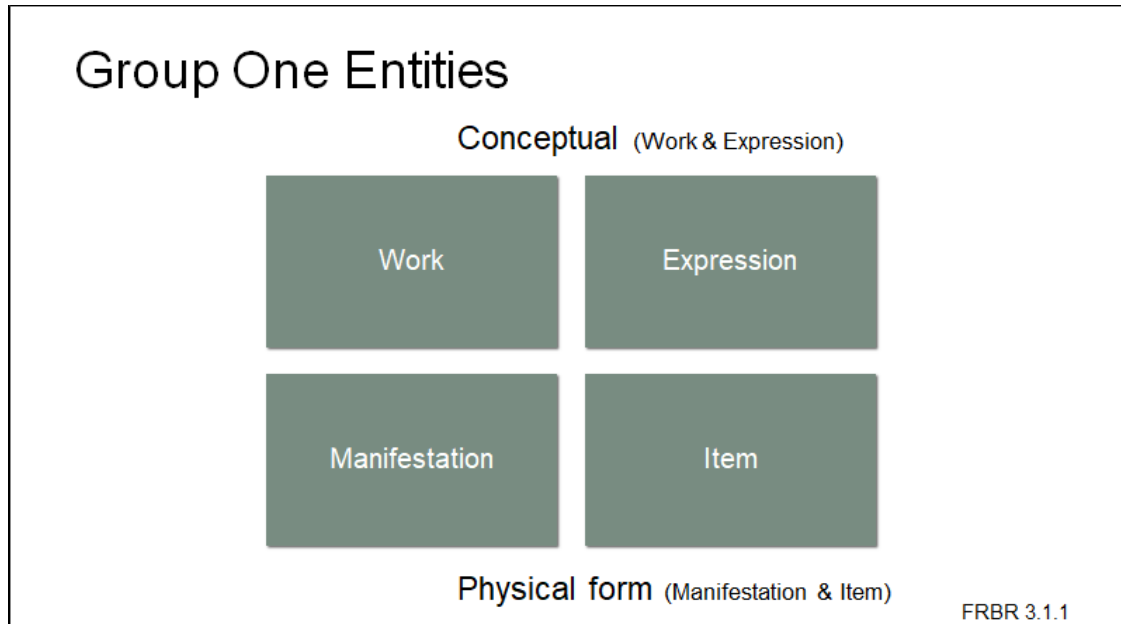 Group One Entities
Conceptual (Work & Expression)
Work
Expression
Manifestation
Item
Physical form (Manifestation & Item)
FRBR 3.1.1